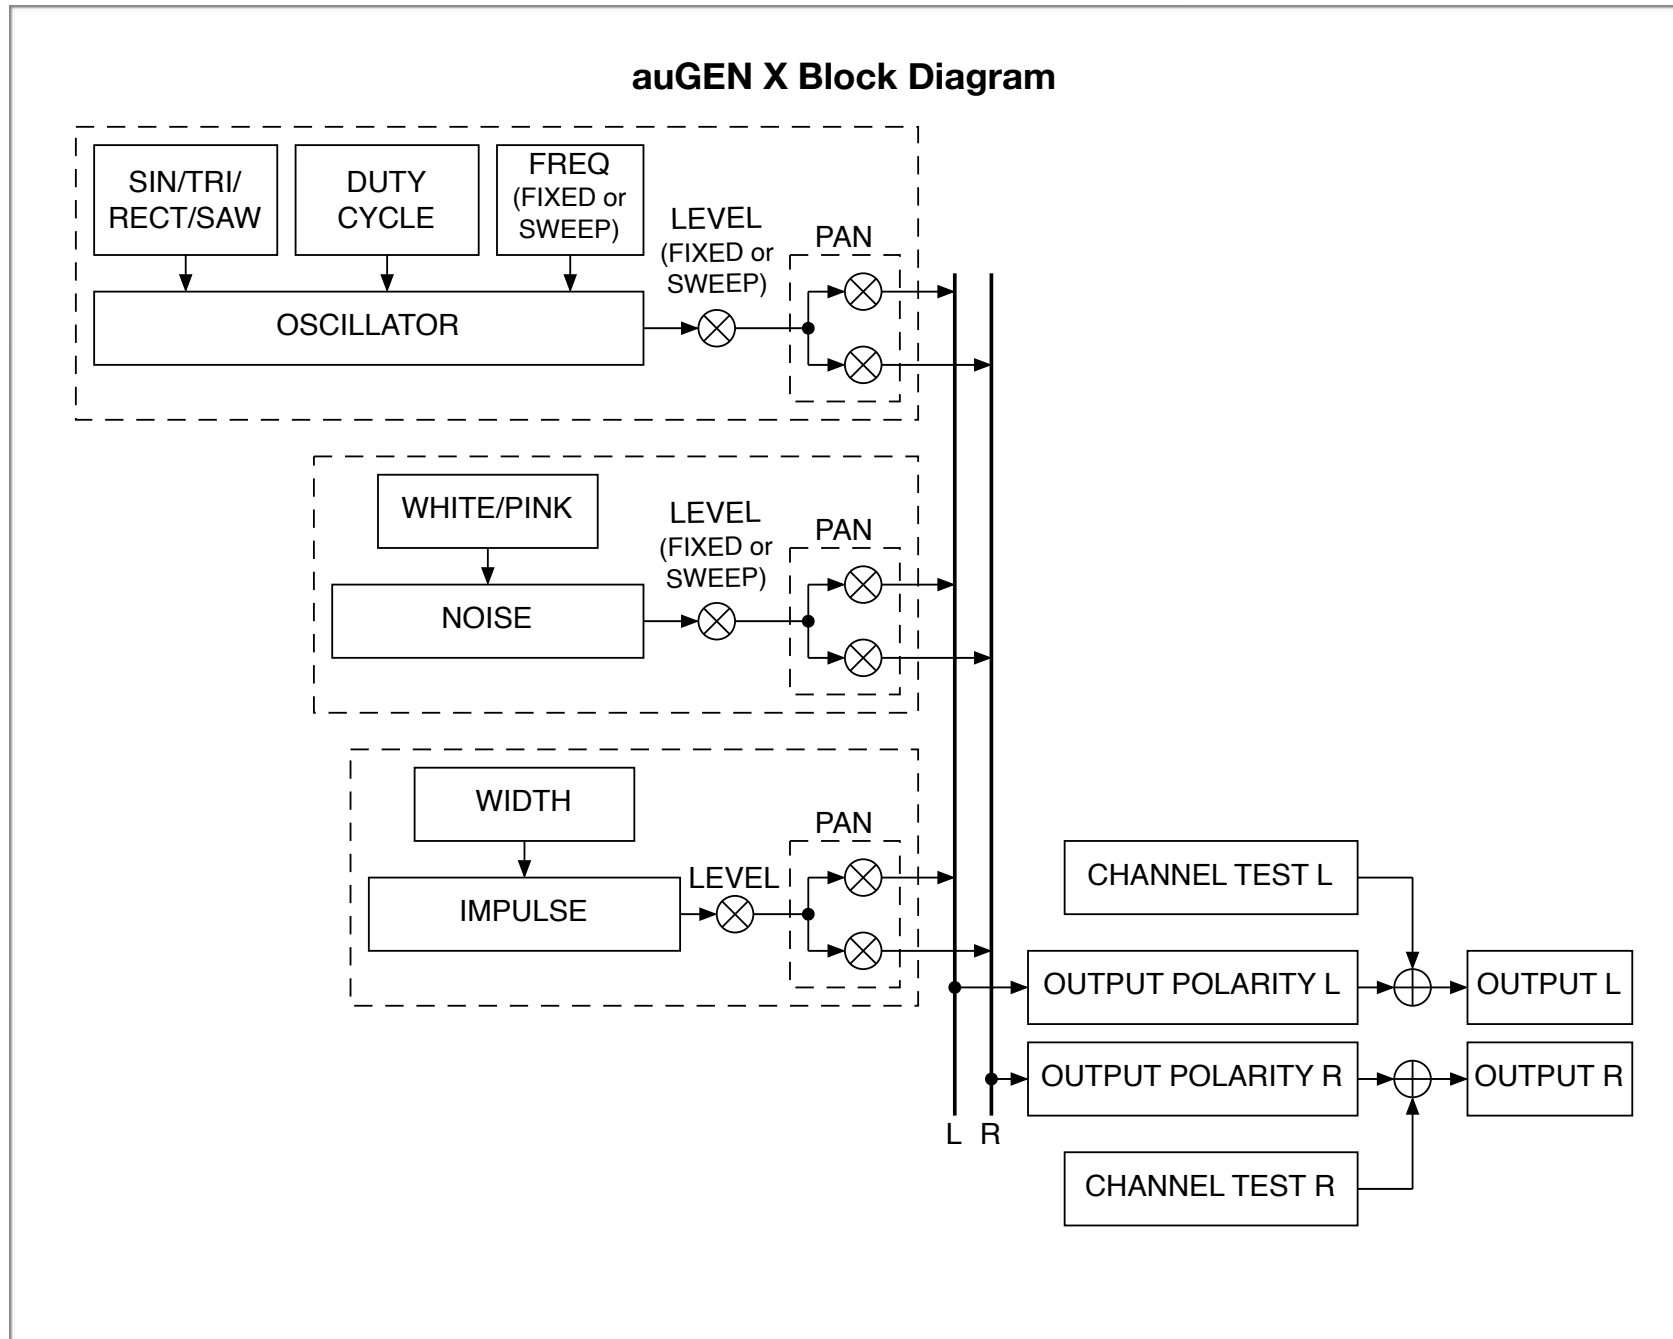 auGEN X Block Diagram
SIN/TRI/
RECT/SAW
DUTY
CYCLE
FREQ
(FIXED or
SWEEP)
LEVEL
(FIXED or
SWEEP)
PAN
OSCILLATOR
WHITE/PINK
LEVEL
(FIXED or
SWEEP)
PAN
NOISE
WIDTH
PAN
LEVEL
IMPULSE
CHANNEL TEST L
OUTPUT POLARITY L
OUTPUT L
OUTPUT POLARITY R
OUTPUT R
L R
CHANNEL TEST R